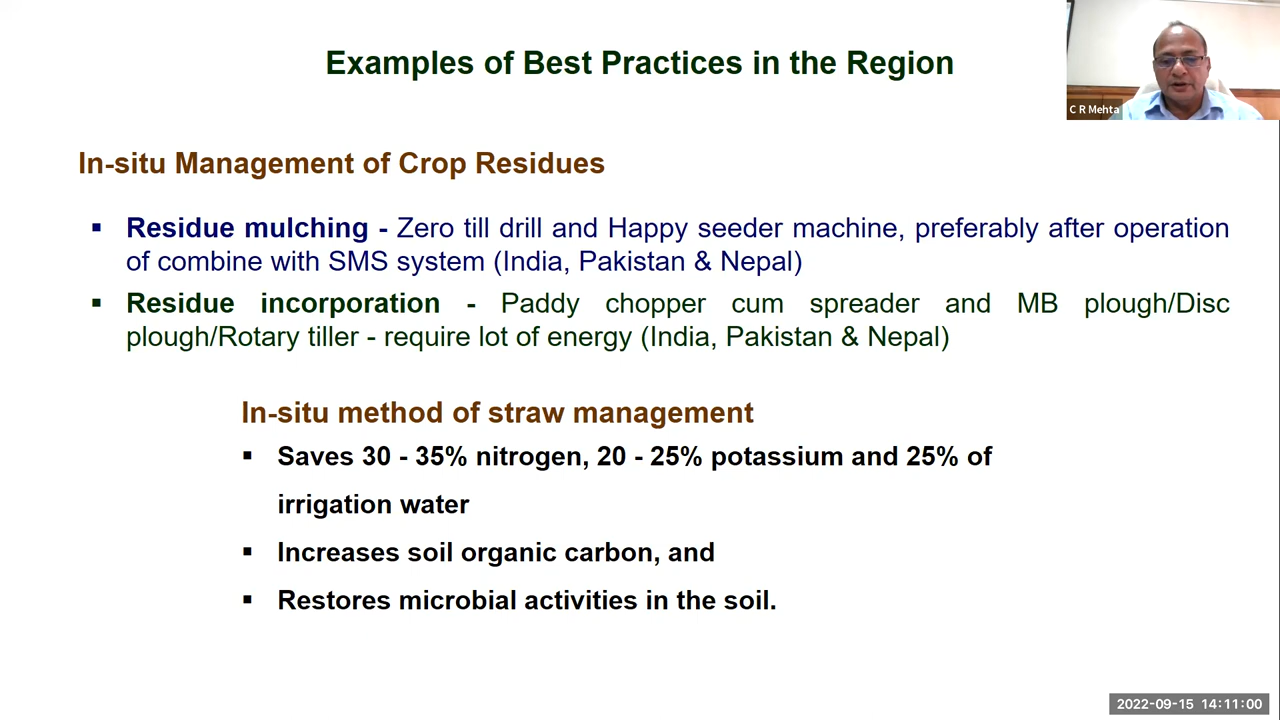 Examples of Best Practices in the Region
C R Mehta
In-situ Management of Crop Residues
▪ Residue mulching - Zero till drill and Happy seeder machine, preferably after operation
of combine with SMS system (India, Pakistan & Nepal)
▪ Residue incorporation - Paddy chopper cum spreader and MB plough/Disc
plough/Rotary tiller - require lot of energy (India, Pakistan & Nepal)
In-situ method of straw management
▪ Saves 30 - 35% nitrogen, 20 - 25% potassium and 25% of
irrigation water
▪ Increases soil organic carbon, and
▪ Restores microbial activities in the soil.
2022-09-15 14:11:00